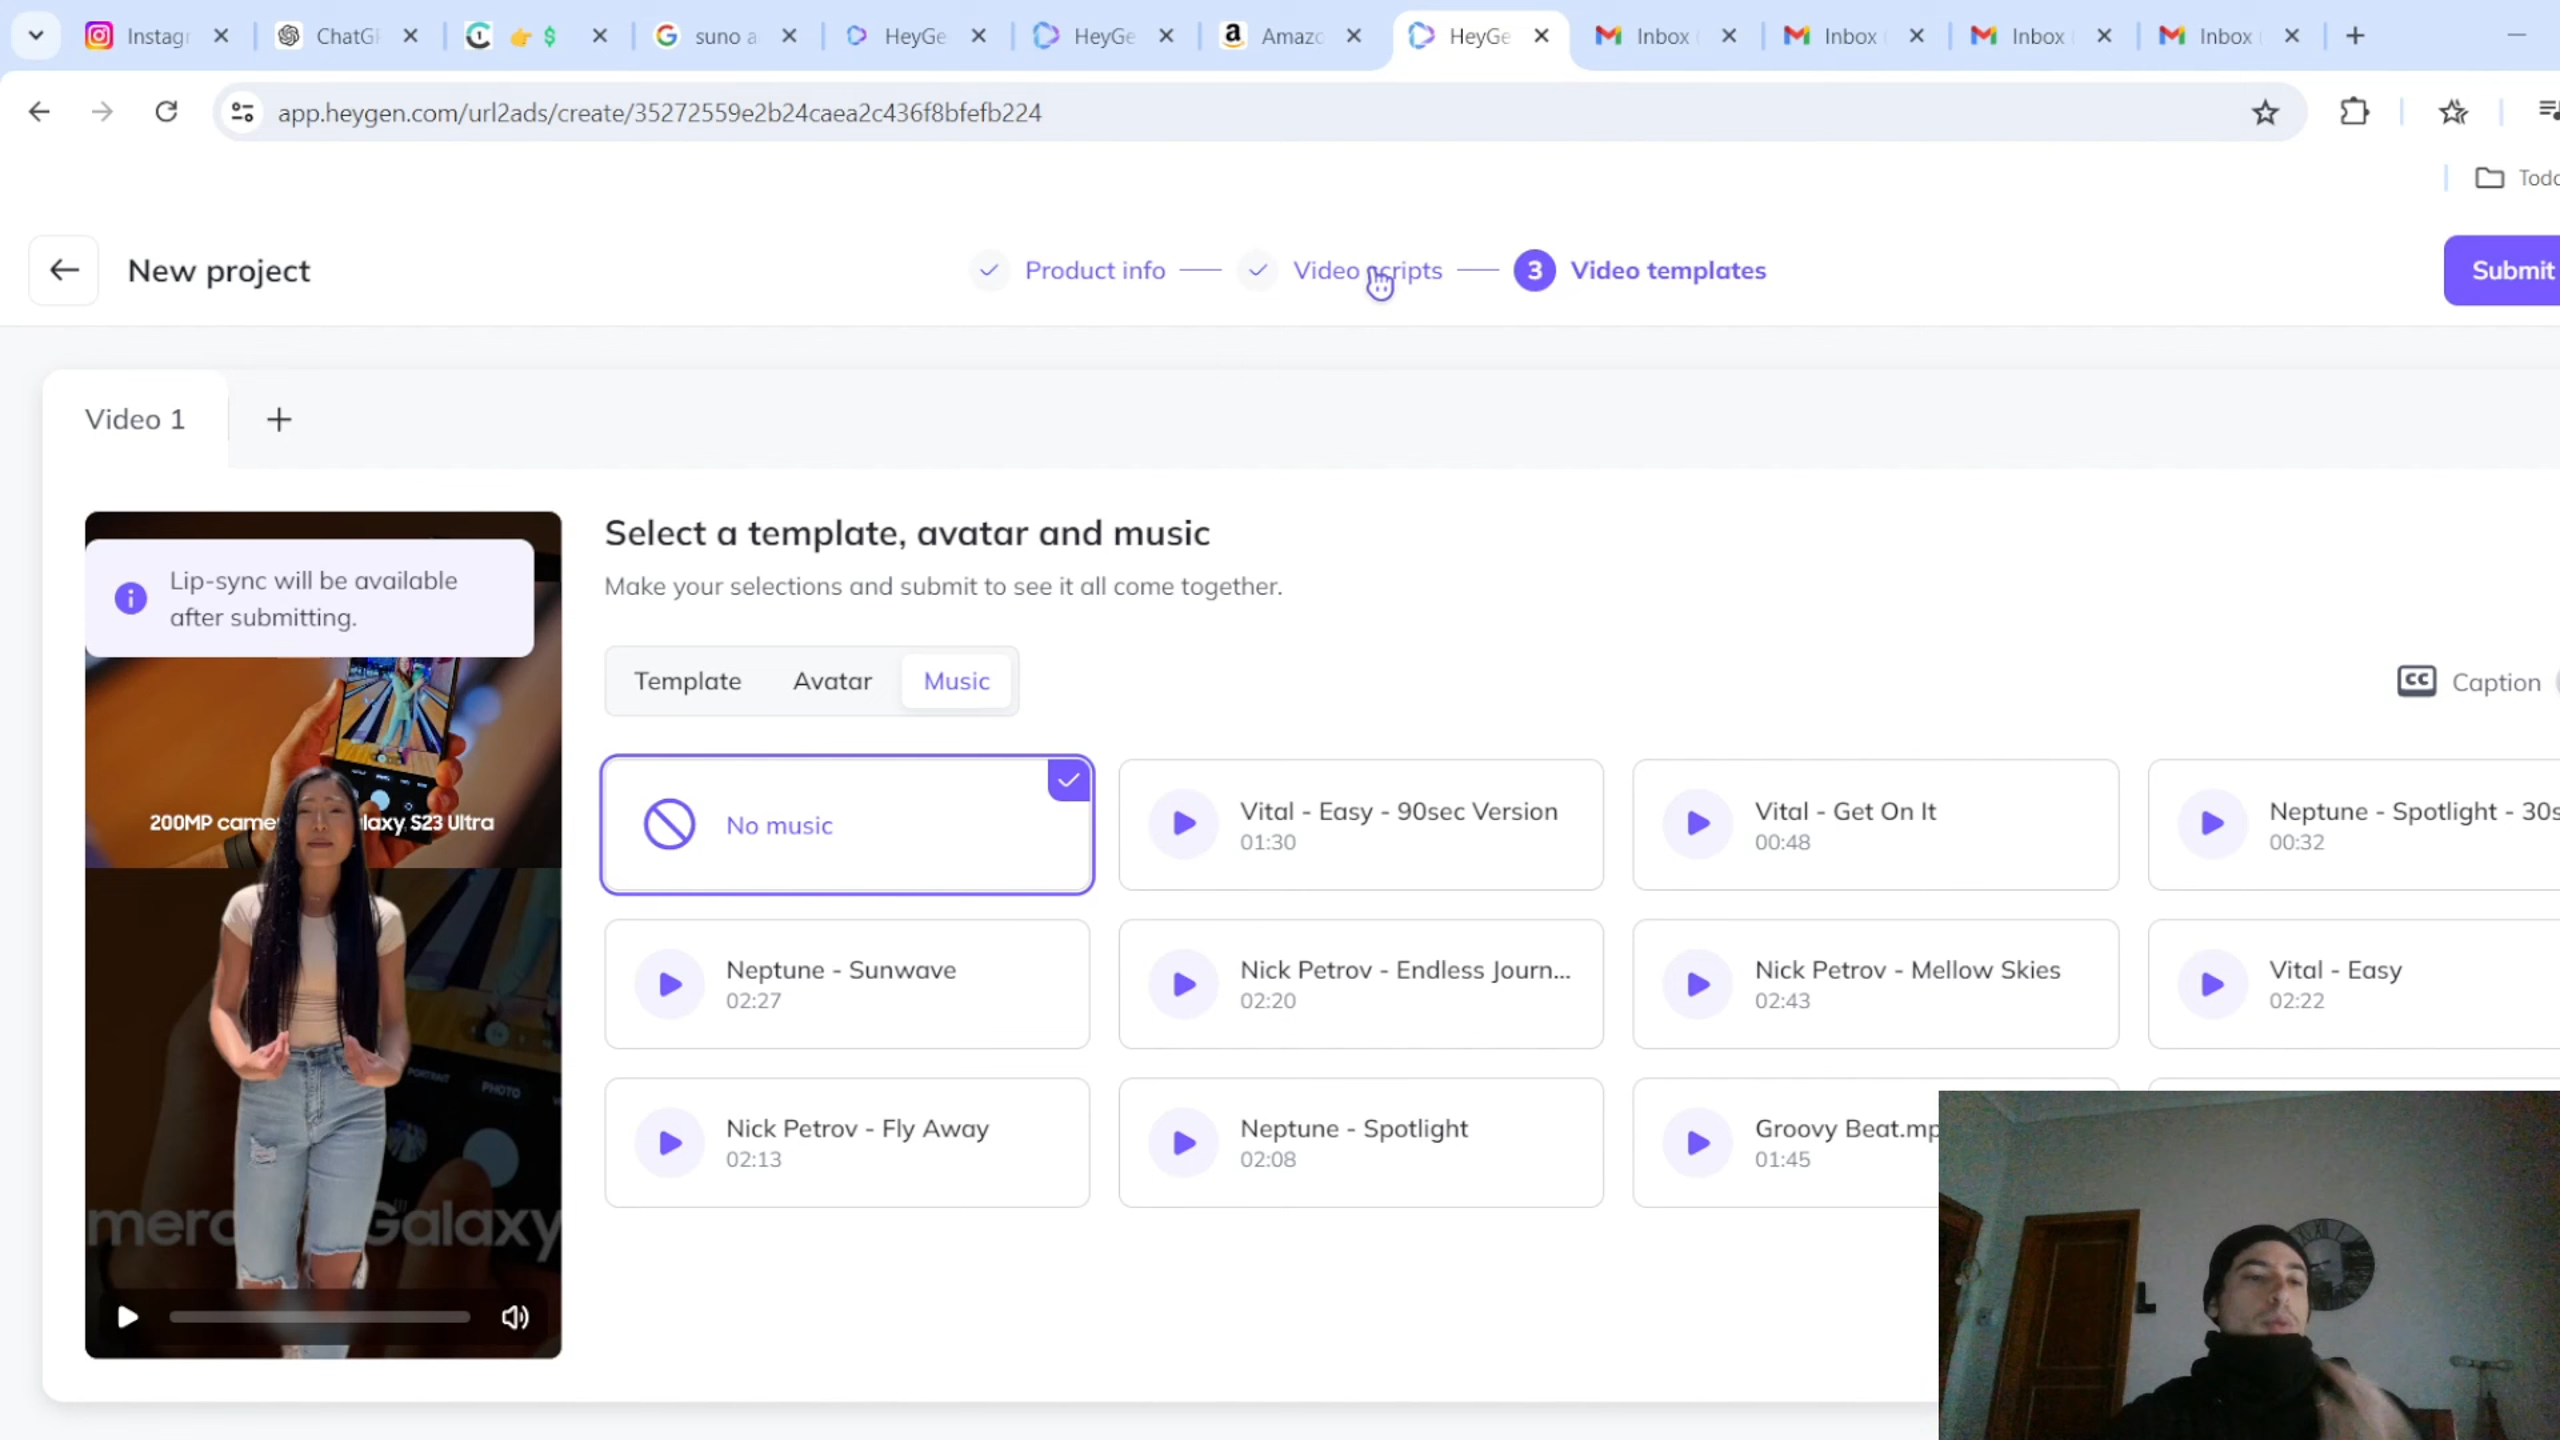 Instagr
ChatG
suno a
HeyGe
HeyGe
Amazo
HeyGe
Inbox
Inbox
Inbox
Inbox
app.heygen.com/url2ads/create/35272559e2b24caea2c436f8bfefb224
Todo
New project
Product info
Video scripts
3 Video templates
Submit
Video 1
Lip-sync will be available
after submitting.
200MP came laxy S23 Ultra
PORTRAIT PHOTO
merc Galaxy
Select a template, avatar and music
Make your selections and submit to see it all come together.
Template Avatar Music
CC Caption
No music
Vital - Easy - 90sec Version
01:30
Vital - Get On It
00:48
Neptune - Spotlight - 30s
00:32
Neptune - Sunwave
02:27
Nick Petrov - Endless Journ...
02:20
Nick Petrov - Mellow Skies
02:43
Vital - Easy
02:22
Nick Petrov - Fly Away
02:13
Neptune - Spotlight
02:08
Groovy Beat.mp
01:45